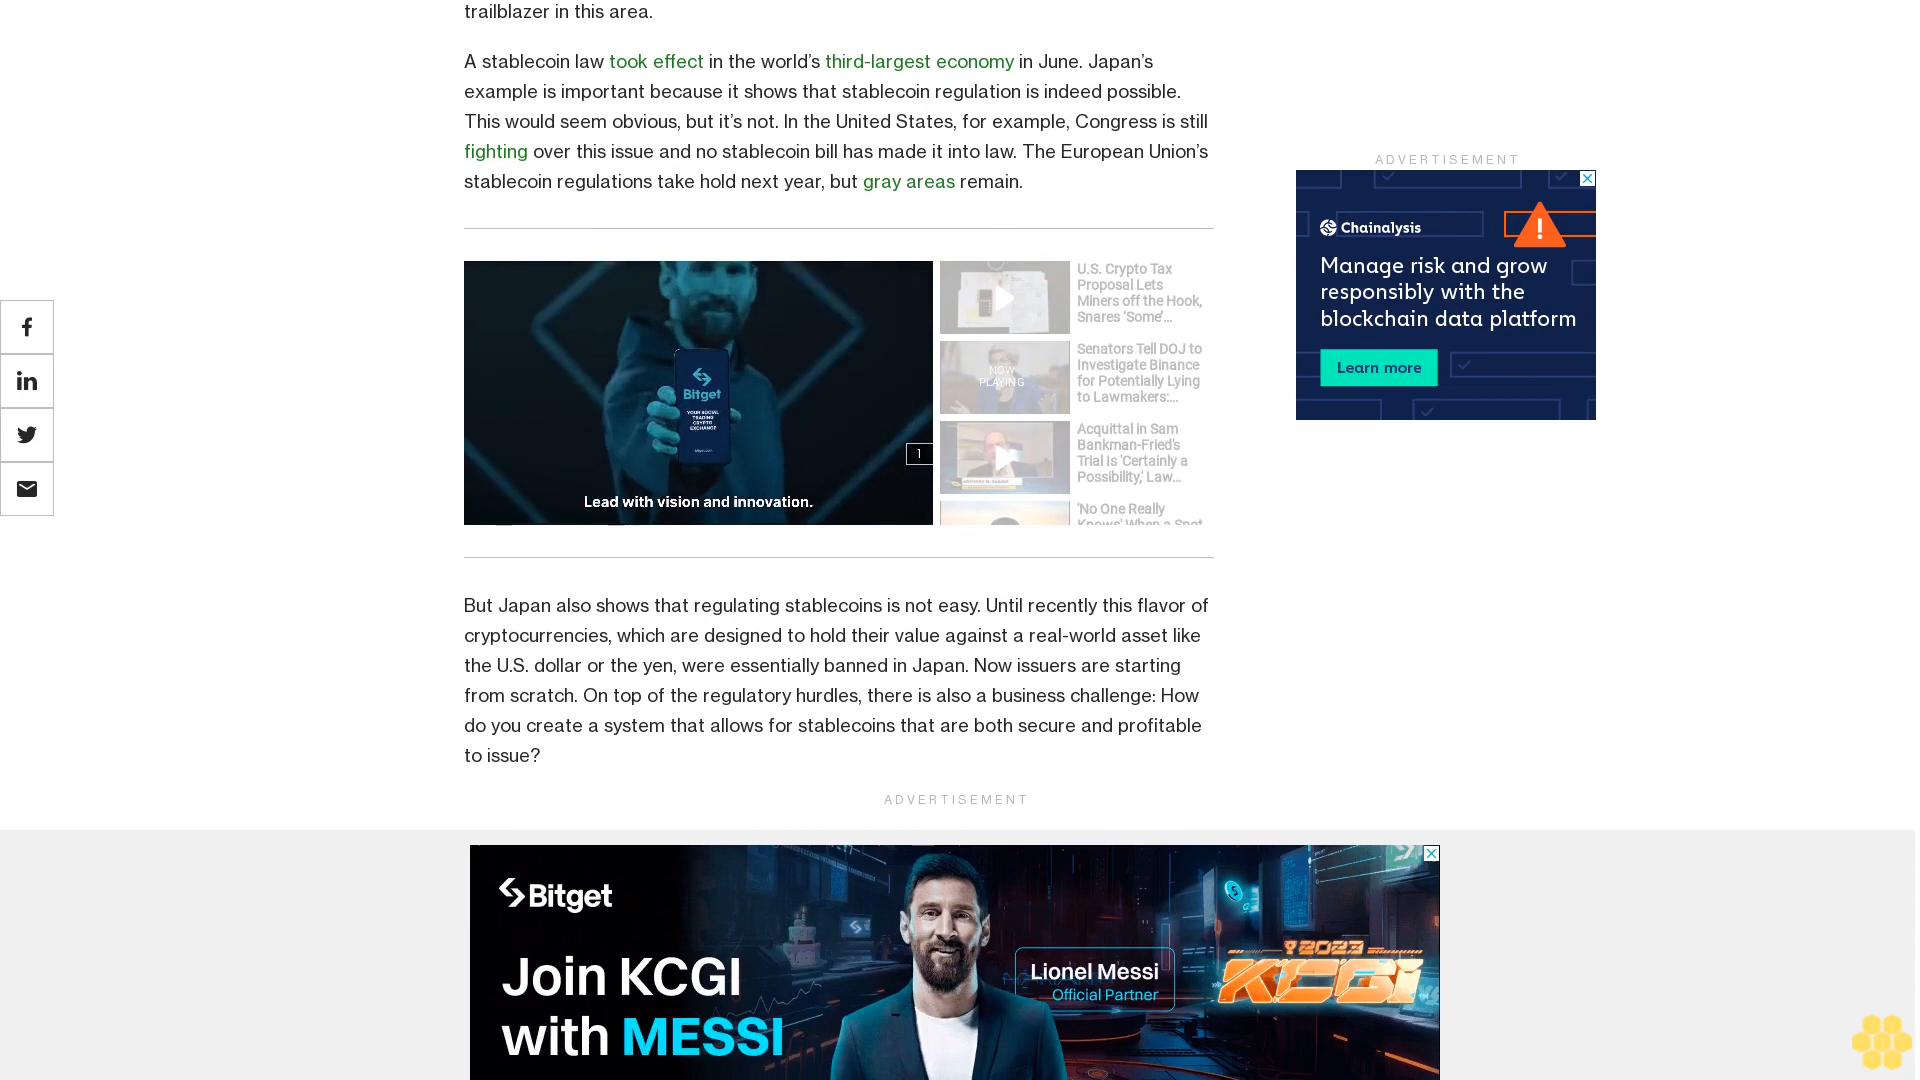 trailblazer in this area.
A stablecoin law took effect in the world’s third-largest economy in June. Japan’s
example is important because it shows that stablecoin regulation is indeed possible.
This would seem obvious, but it’s not. In the United States, for example, Congress is still
fighting over this issue and no stablecoin bill has made it into law. The European Union’s
stablecoin regulations take hold next year, but gray areas remain.
ADVERTISEMENT
Chainalysis
Manage risk and grow
responsibly with the
blockchain data platform
Learn more
Bitget
YOUR SOCIAL
TRADING
CRYPTO
EXCHANGE
1
Lead with vision and innovation.
U.S. Crypto Tax
Proposal Lets
Miners off the Hook,
Snares ‘Some’...
NOW
PLAYING
Senators Tell DOJ to
Investigate Binance
for Potentially Lying
to Lawmakers:...
Acquittal in Sam
Bankman-Fried's
Trial Is 'Certainly a
Possibility,' Law...
'No One Really
Knows' When a Spot
But Japan also shows that regulating stablecoins is not easy. Until recently this flavor of
cryptocurrencies, which are designed to hold their value against a real-world asset like
the U.S. dollar or the yen, were essentially banned in Japan. Now issuers are starting
from scratch. On top of the regulatory hurdles, there is also a business challenge: How
do you create a system that allows for stablecoins that are both secure and profitable
to issue?
ADVERTISEMENT
Bitget
Join KCGI
with MESSI
Lionel Messi
Official Partner
2023
KCGI